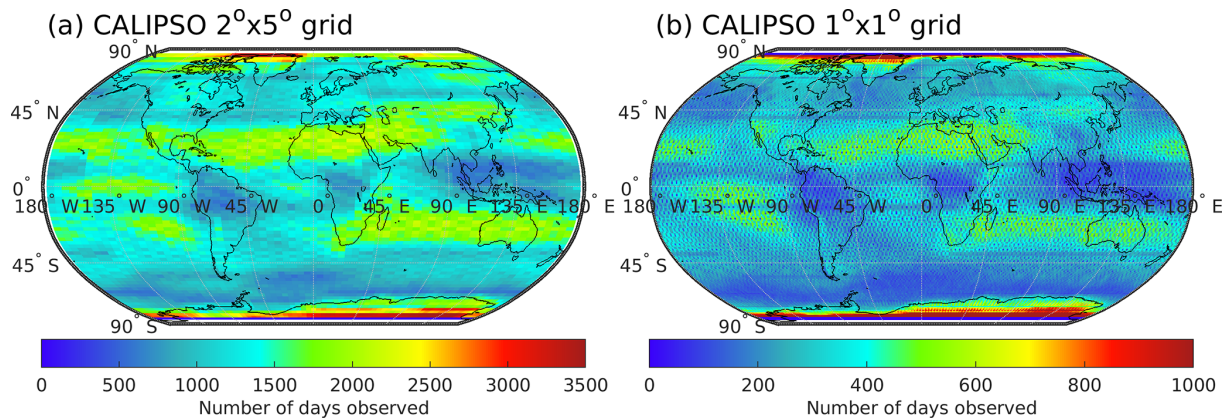 (a) CALIPSO 2°x5° grid
90° N
45° N
0°
180° W 135° W 90° W 45° W 0° 45° E 90° E 135° E 180° E
45° S
90° S
0 500 1000 1500 2000 2500 3000 3500
Number of days observed
(b) CALIPSO 1°x1° grid
90° N
45° N
0°
180° W 135° W 90° W 45° W 0° 45° E 90° E 135° E 180° E
45° S
90° S
0 200 400 600 800 1000
Number of days observed